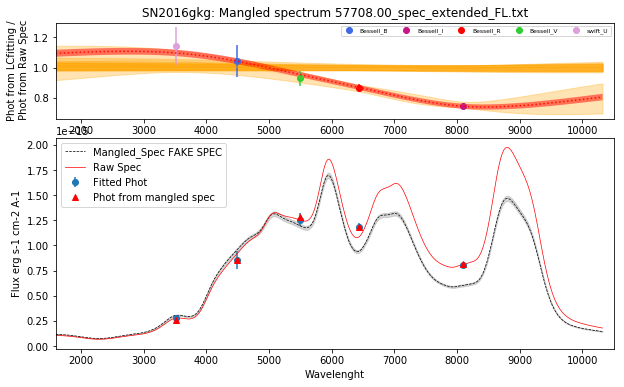 SN2016gkg: Mangled spectrum 57708.00_spec_extended_FL.txt
Phot from LCfitting /
Phot from Raw Spec
1.2
1.0
0.8
Bessell_B
Bessell_I
Bessell_R
Bessell_V
swift_U
2000 3000 4000 5000 6000 7000 8000 9000 10000
1e−15
Flux erg s-1 cm-2 A-1
2.00
1.75
1.50
1.25
1.00
0.75
0.50
0.25
0.00
Mangled_Spec FAKE SPEC
Raw Spec
Fitted Phot
Phot from mangled spec
2000 3000 4000 5000 6000 7000 8000 9000 10000
Wavelenght